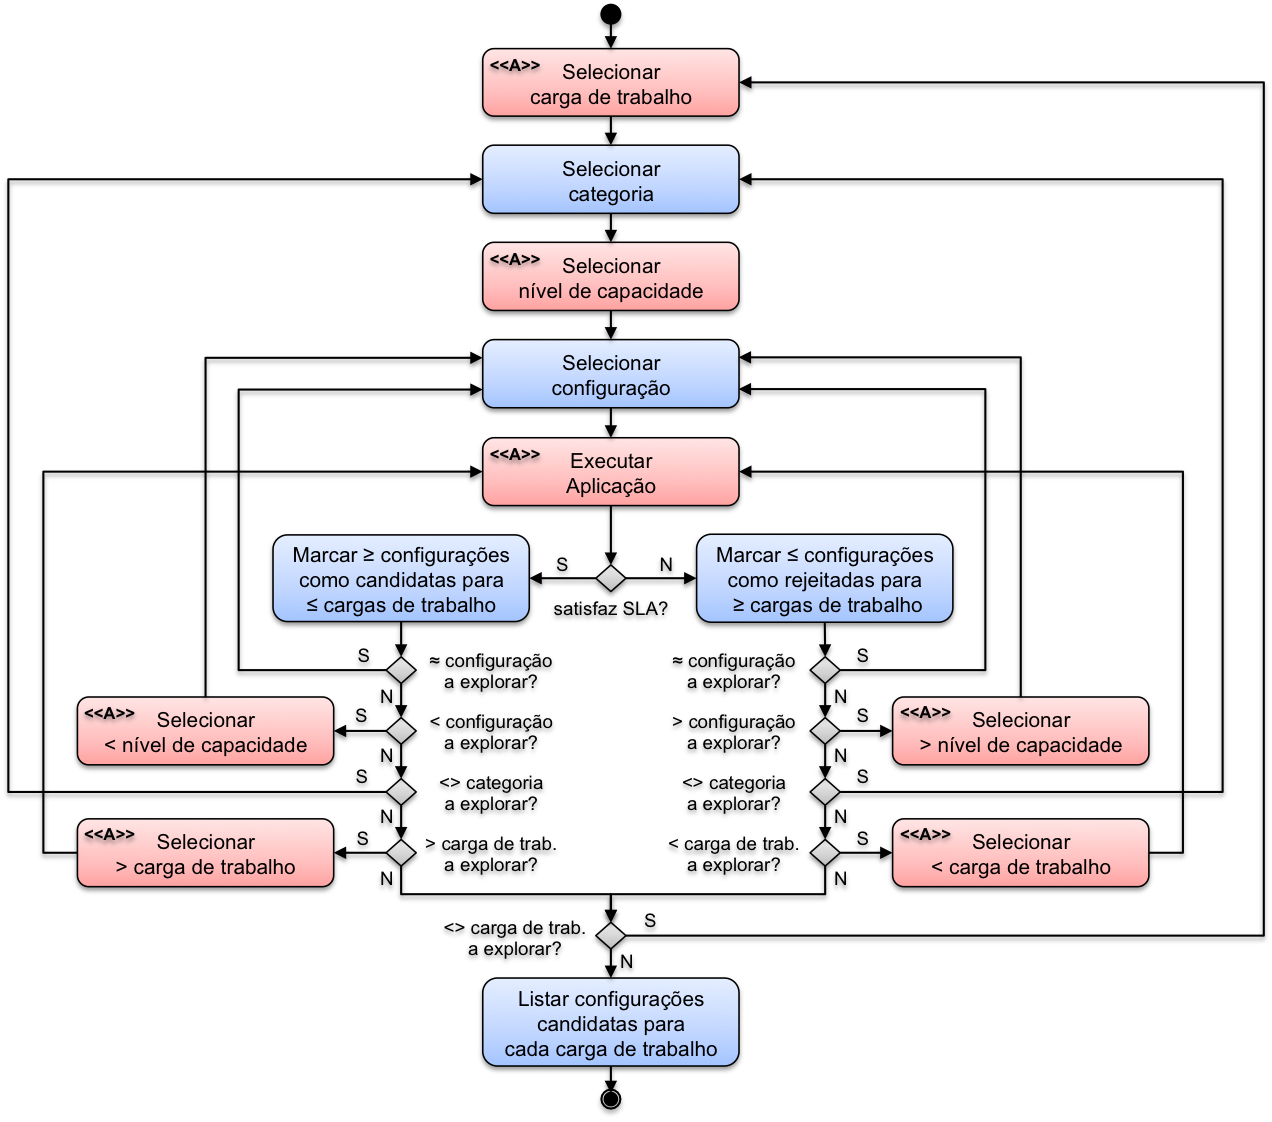 <<A>>
Selecionar
carga de trabalho
Selecionar
categoria
<<A>>
Selecionar
nível de capacidade
Selecionar
configuração
<<A>>
Executar
Aplicação
Marcar ≥ configurações
como candidatas para
≤ cargas de trabalho
S
N
satisfaz SLA?
Marcar ≤ configurações
como rejeitadas para
≥ cargas de trabalho
S
≈ configuração
a explorar?
N
≈ configuração
a explorar?
S
N
<<A>>
Selecionar
< nível de capacidade
S
< configuração
a explorar?
N
> configuração
a explorar?
S
N
<<A>>
Selecionar
> nível de capacidade
S
<> categoria
a explorar?
N
<> categoria
a explorar?
S
N
<<A>>
Selecionar
> carga de trabalho
S
> carga de trab.
a explorar?
N
< carga de trab.
a explorar?
S
N
<<A>>
Selecionar
< carga de trabalho
<> carga de trab.
a explorar?
S
N
Listar configurações
candidatas para
cada carga de trabalho